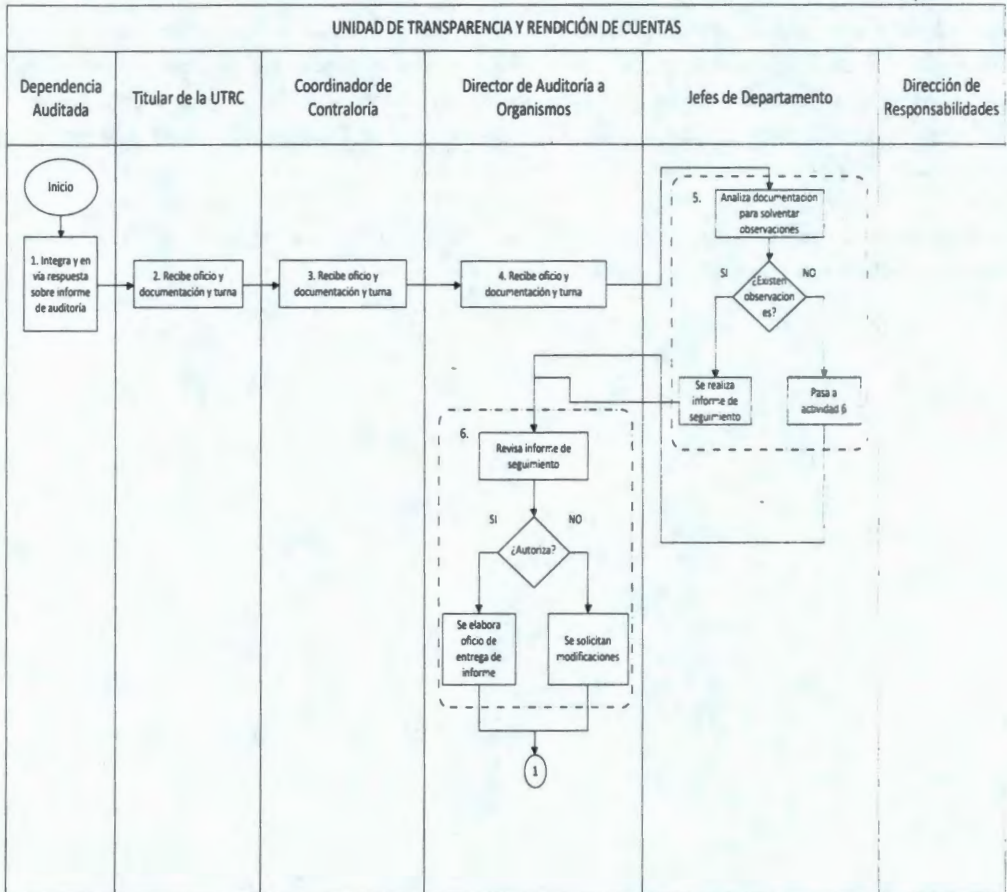 UNIDAD DE TRANSPARENCIA Y RENDICIÓN DE CUENTAS
Dependencia
Auditada
Titular de la UTRC
Coordinador de
Contraloría
Director de Auditoría a
Organismos
Jefes de Departamento
Dirección de
Responsabilidades
Inicio
1. Integra y en
vía respuesta
sobre informe
de auditoría
2. Recibe oficio y
documentación y turna
3. Recibe oficio y
documentación y turna
4. Recibe oficio y
documentación y turna
5.
Analiza documentacion
para solventar
observaciones
SI
NO
¿Existen
observacion
es?
Se realiza
informe de
seguimiento
Pasa a
actividad 6
6.
Revisa informe de
seguimiento
SI
NO
¿Autoriza?
Se elabora
oficio de
entrega de
informe
Se solicitan
modificaciones
1